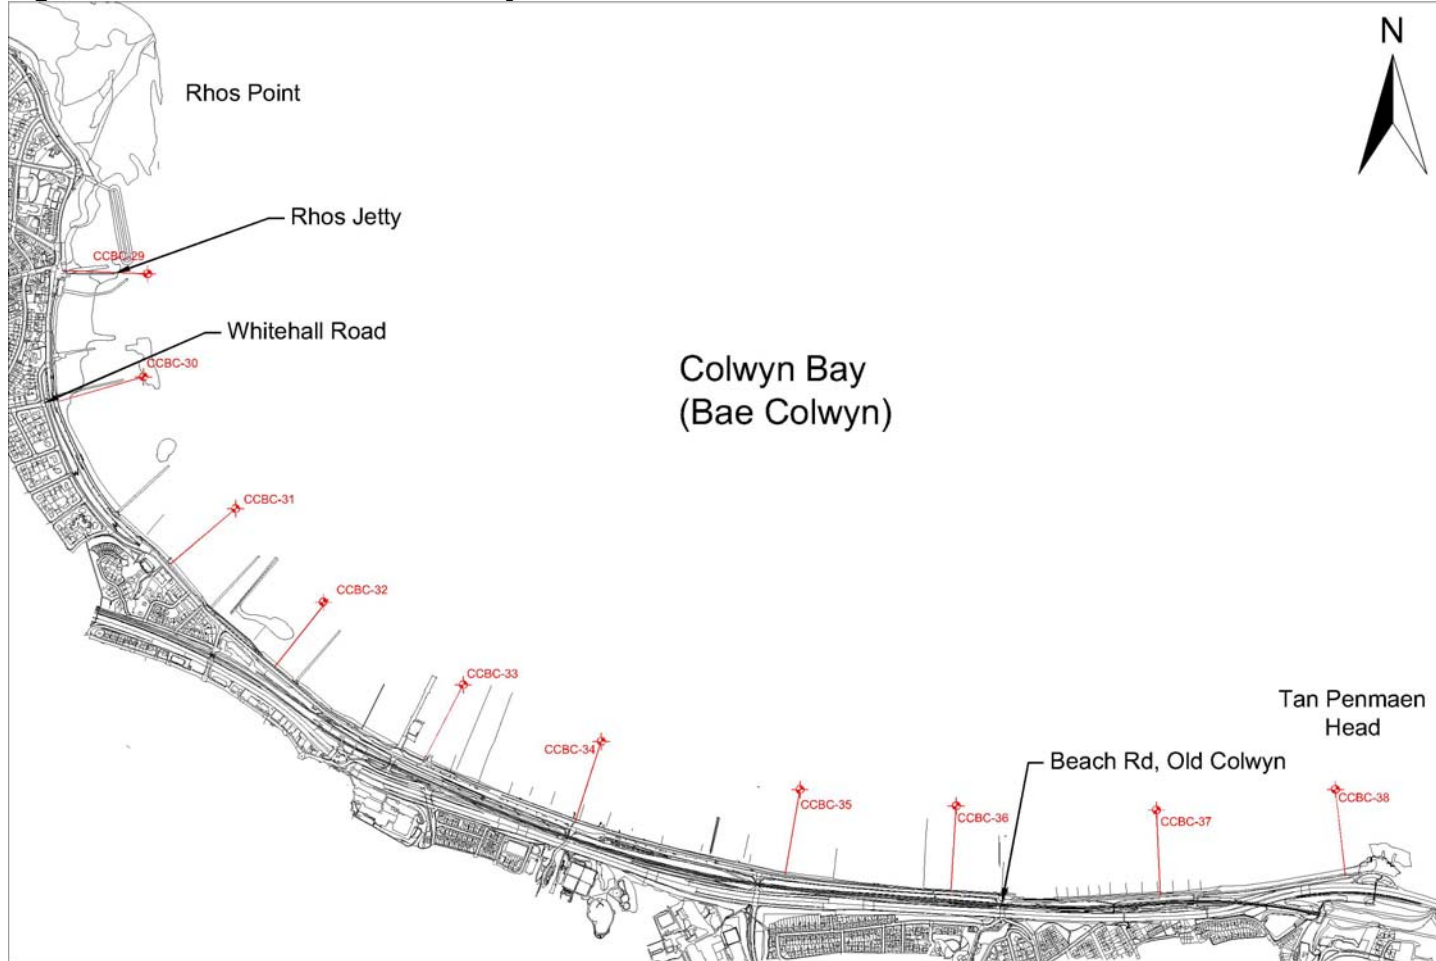 N
Rhos Point
Rhos Jetty
CCBC-29
Whitehall Road
CCBC-30
Colwyn Bay
(Bae Colwyn)
CCBC-31
CCBC-32
CCBC-33
Tan Penmaen
Head
CCBC-34
Beach Rd, Old Colwyn
CCBC-35
CCBC-36
CCBC-37
CCBC-38